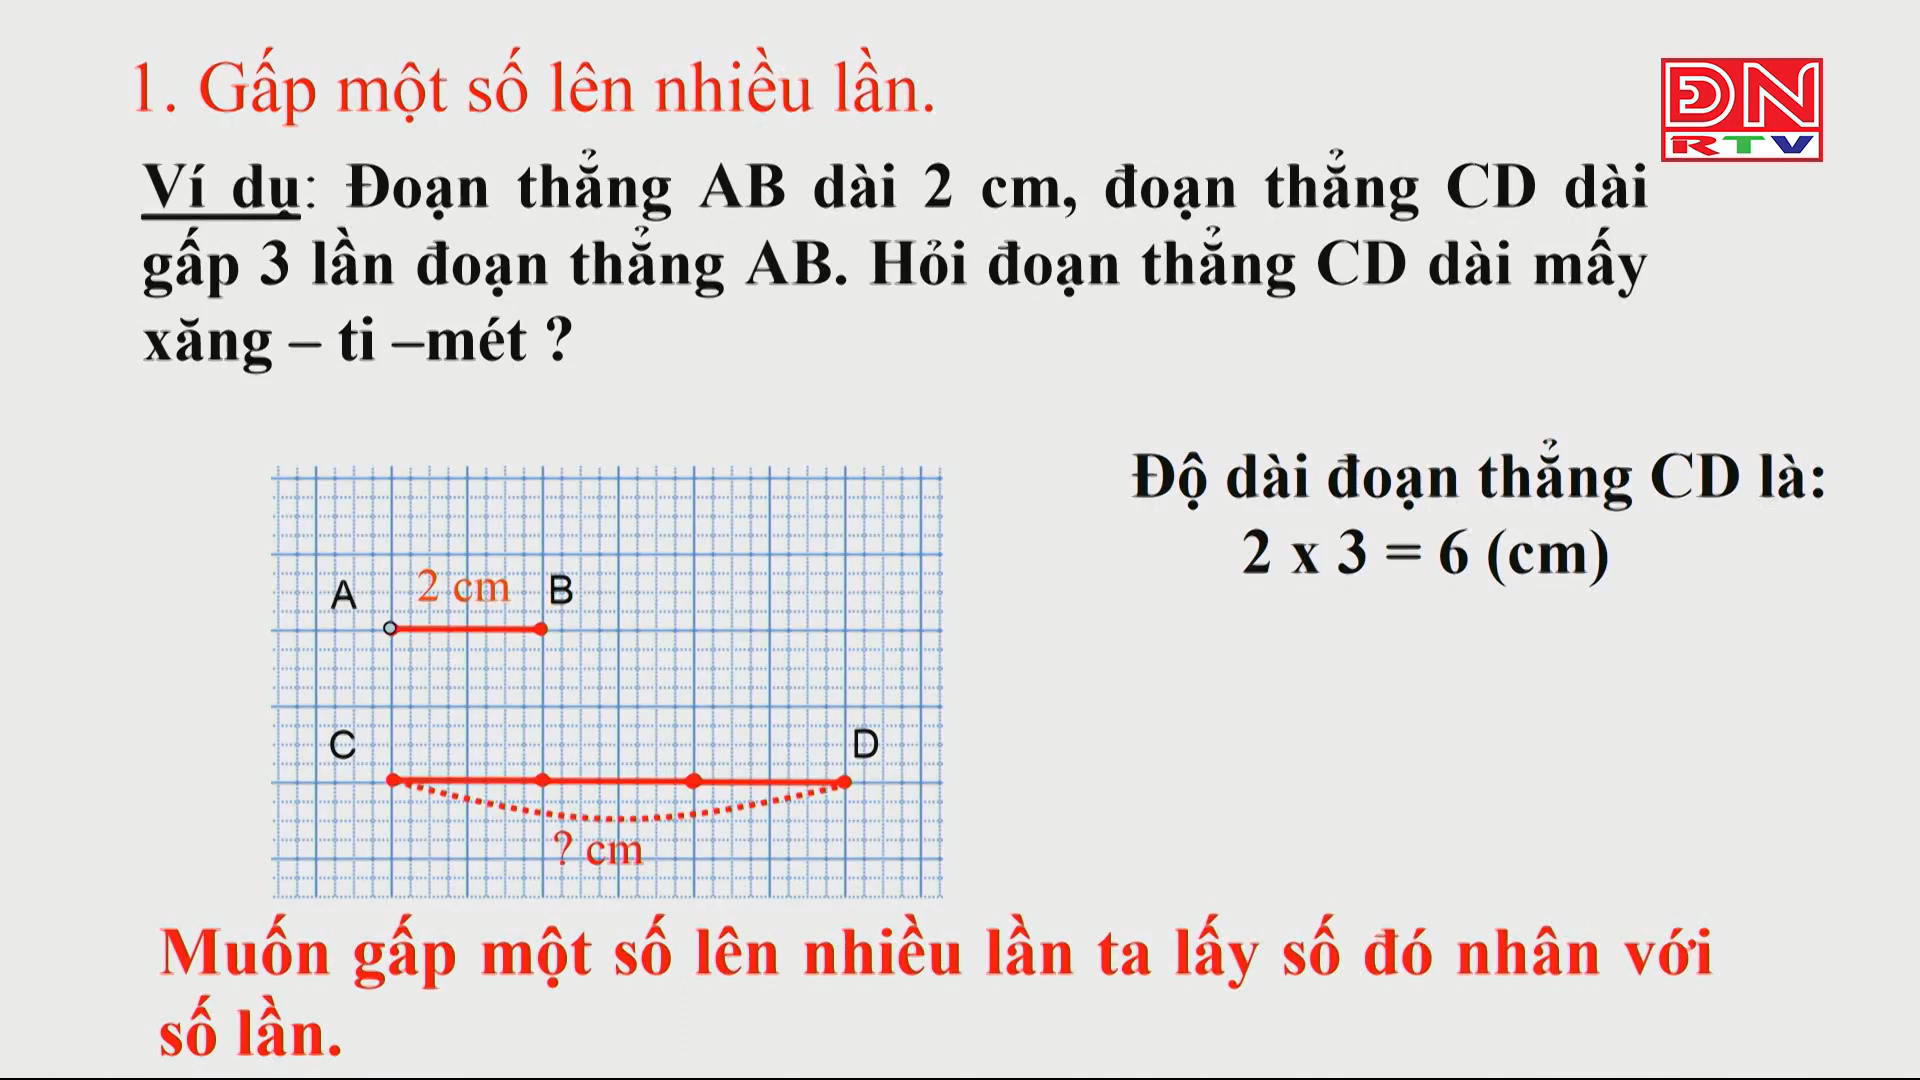 1. Gấp một số lên nhiều lần.
ĐN
RTV
Ví dụ: Đoạn thẳng AB dài 2 cm, đoạn thẳng CD dài
gấp 3 lần đoạn thẳng AB. Hỏi đoạn thẳng CD dài mấy
xăng – ti –mét ?
Độ dài đoạn thẳng CD là:
2 x 3 = 6 (cm)
A 2 cm B
C D
? cm
Muốn gấp một số lên nhiều lần ta lấy số đó nhân với
số lần.